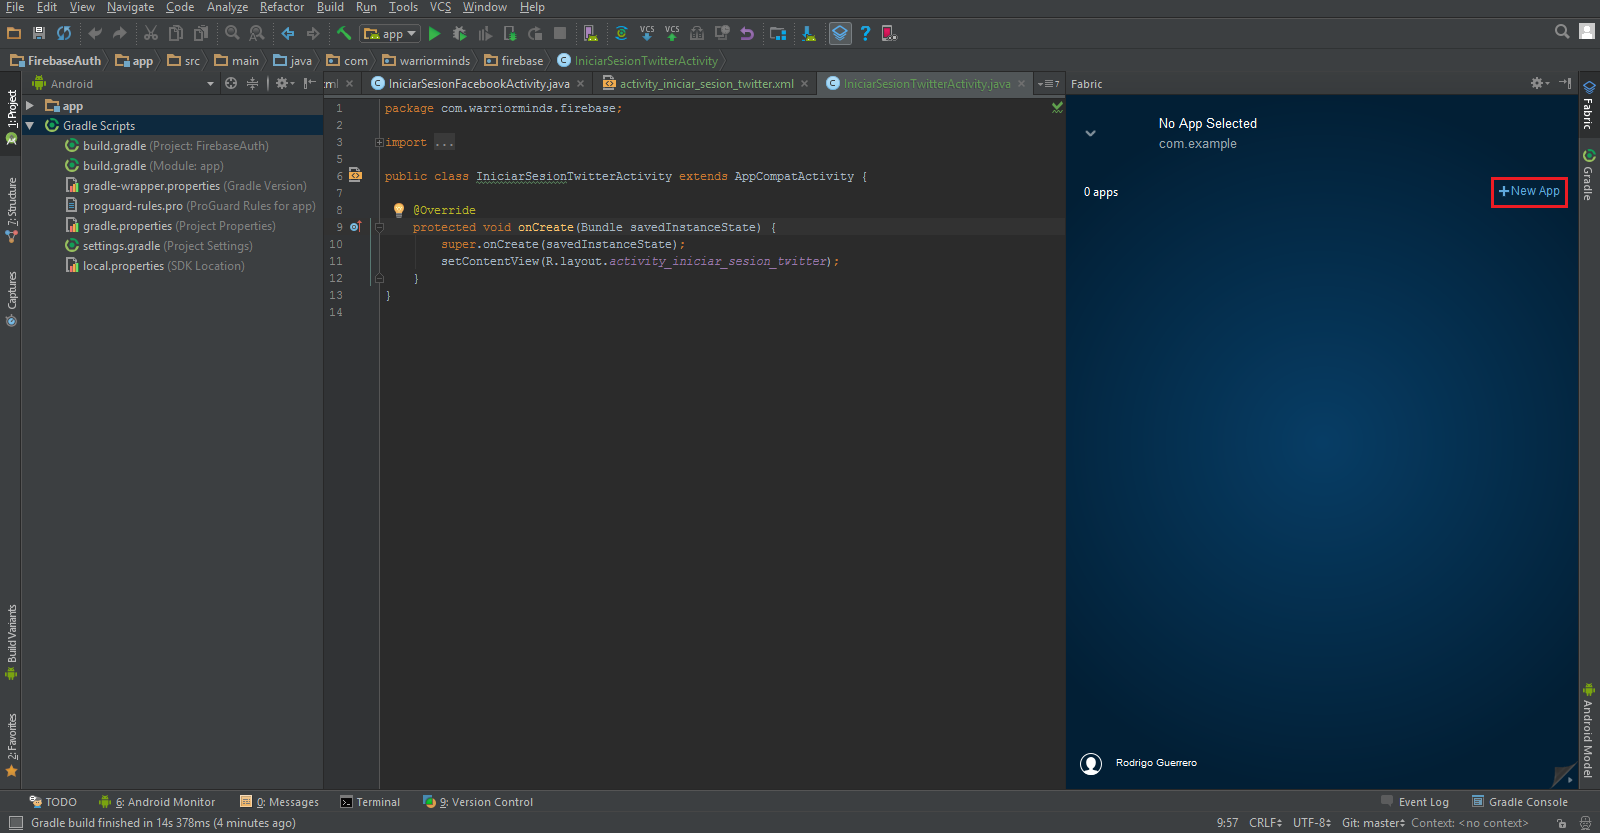 File Edit View Navigate Code Analyze Refactor Build Run Tools VCS Window Help
app VCS VCS ?
FirebaseAuth app src main java com warriorminds firebase IniciarSesionTwitterActivity
Android
ml IniciarSesionFacebookActivity.java activity_iniciar_sesion_twitter.xml IniciarSesionTwitterActivity.java 7
Fabric
1: Project
7: Structure
Captures
Build Variants
2: Favorites
app
Gradle Scripts
build.gradle (Project: FirebaseAuth)
build.gradle (Module: app)
gradle-wrapper.properties (Gradle Version)
proguard-rules.pro (ProGuard Rules for app)
gradle.properties (Project Properties)
settings.gradle (Project Settings)
local.properties (SDK Location)
1 package com.warriorminds.firebase;
2
3 import ...
5
6 public class IniciarSesionTwitterActivity extends AppCompatActivity {
7
8 @Override
9 protected void onCreate(Bundle savedInstanceState) {
10 super.onCreate(savedInstanceState);
11 setContentView(R.layout.activity_iniciar_sesion_twitter);
12 }
13 }
14
No App Selected
com.example
0 apps
+New App
Rodrigo Guerrero
Fabric
Gradle
Android Model
TODO 6: Android Monitor 0: Messages Terminal 9: Version Control Event Log Gradle Console
Gradle build finished in 14s 378ms (4 minutes ago) 9:57 CRLF UTF-8 Git: master Context: <no context>